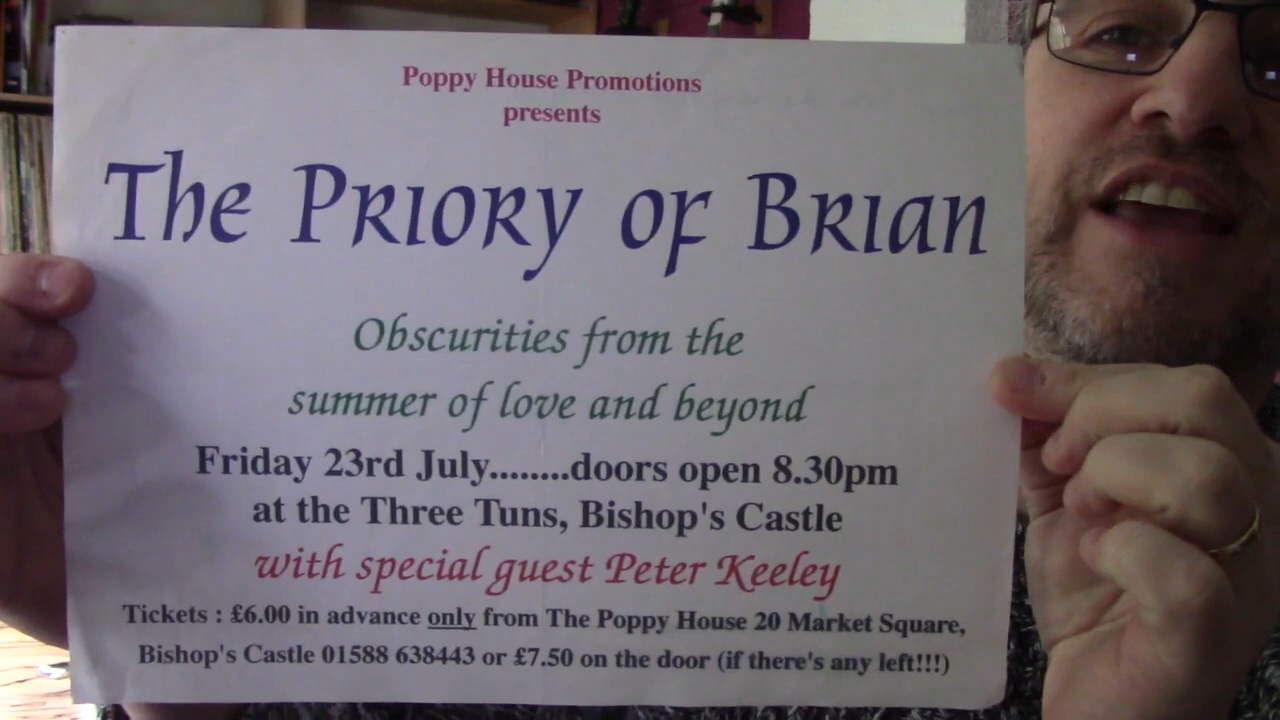 Poppy House Promotions
presents
The Priory of Brian
Obscurities from the
summer of love and beyond
Friday 23rd July........doors open 8.30pm
at the Three Tuns, Bishop's Castle
with special guest Peter Keeley
Tickets : £6.00 in advance only from The Poppy House 20 Market Square,
Bishop's Castle 01588 638443 or £7.50 on the door (if there's any left!!!)